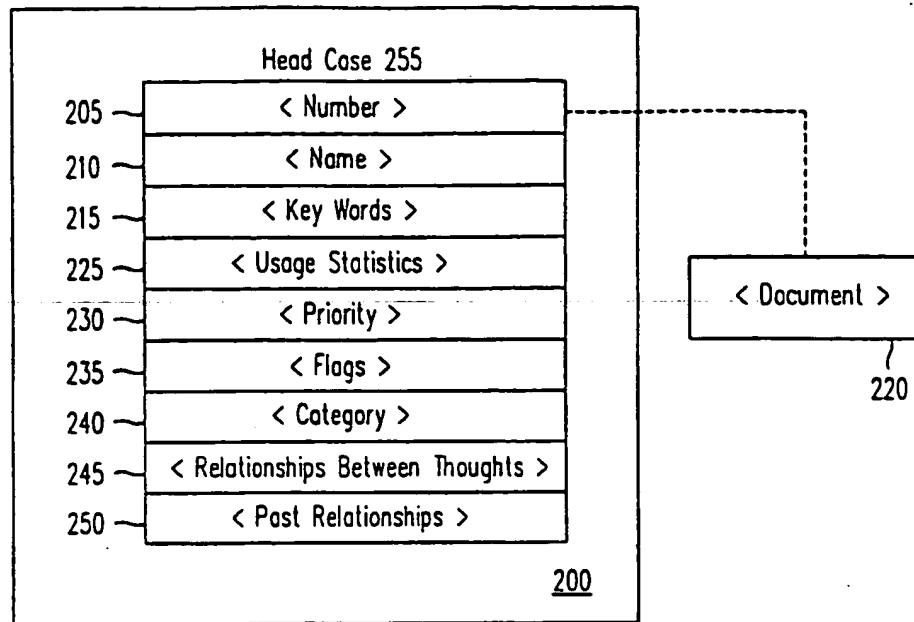 Head Case 255
205 < Number >
210 < Name >
215 < Key Words >
225 < Usage Statistics >
230 < Priority >
< Document >
235 < Flags >
220
240 < Category >
245 < Relationships Between Thoughts >
250 < Past Relationships >
200